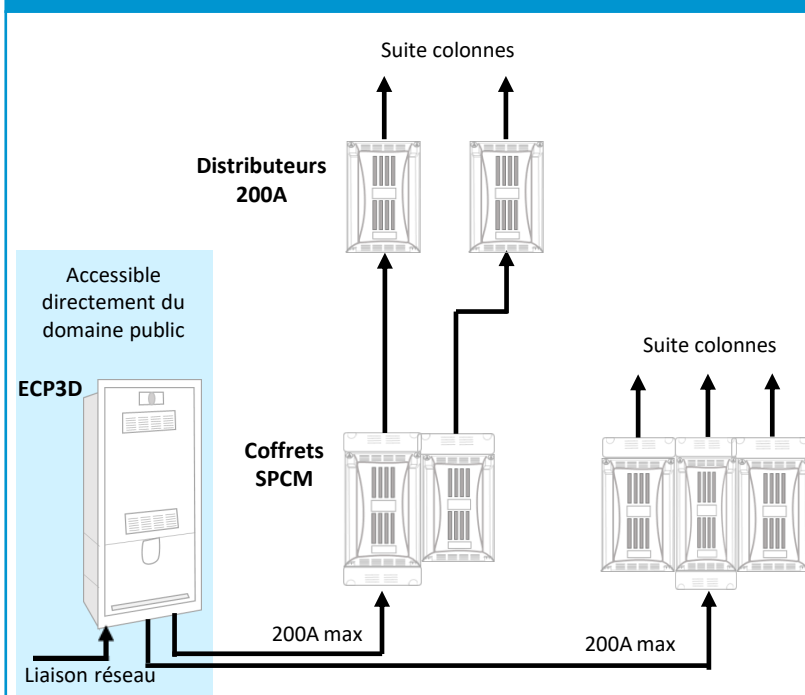 Suite colonnes
Distributeurs
200A
Accessible
directement du
domaine public
Suite colonnes
ECP3D
Coffrets
SPCM
200A max
200A max
Liaison réseau